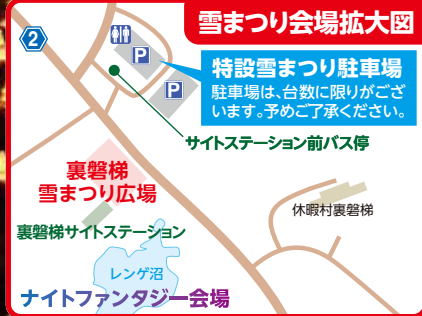 雪まつり会場拡大図
2
P
特設雪まつり駐車場
駐車場は、台数に限りがござ
います。予めご了承ください。
P
サイトステーション前バス停
裏磐梯
雪まつり広場
休暇村裏磐梯
裏磐梯サイトステーション
レンゲ沼
ナイトファンタジー会場